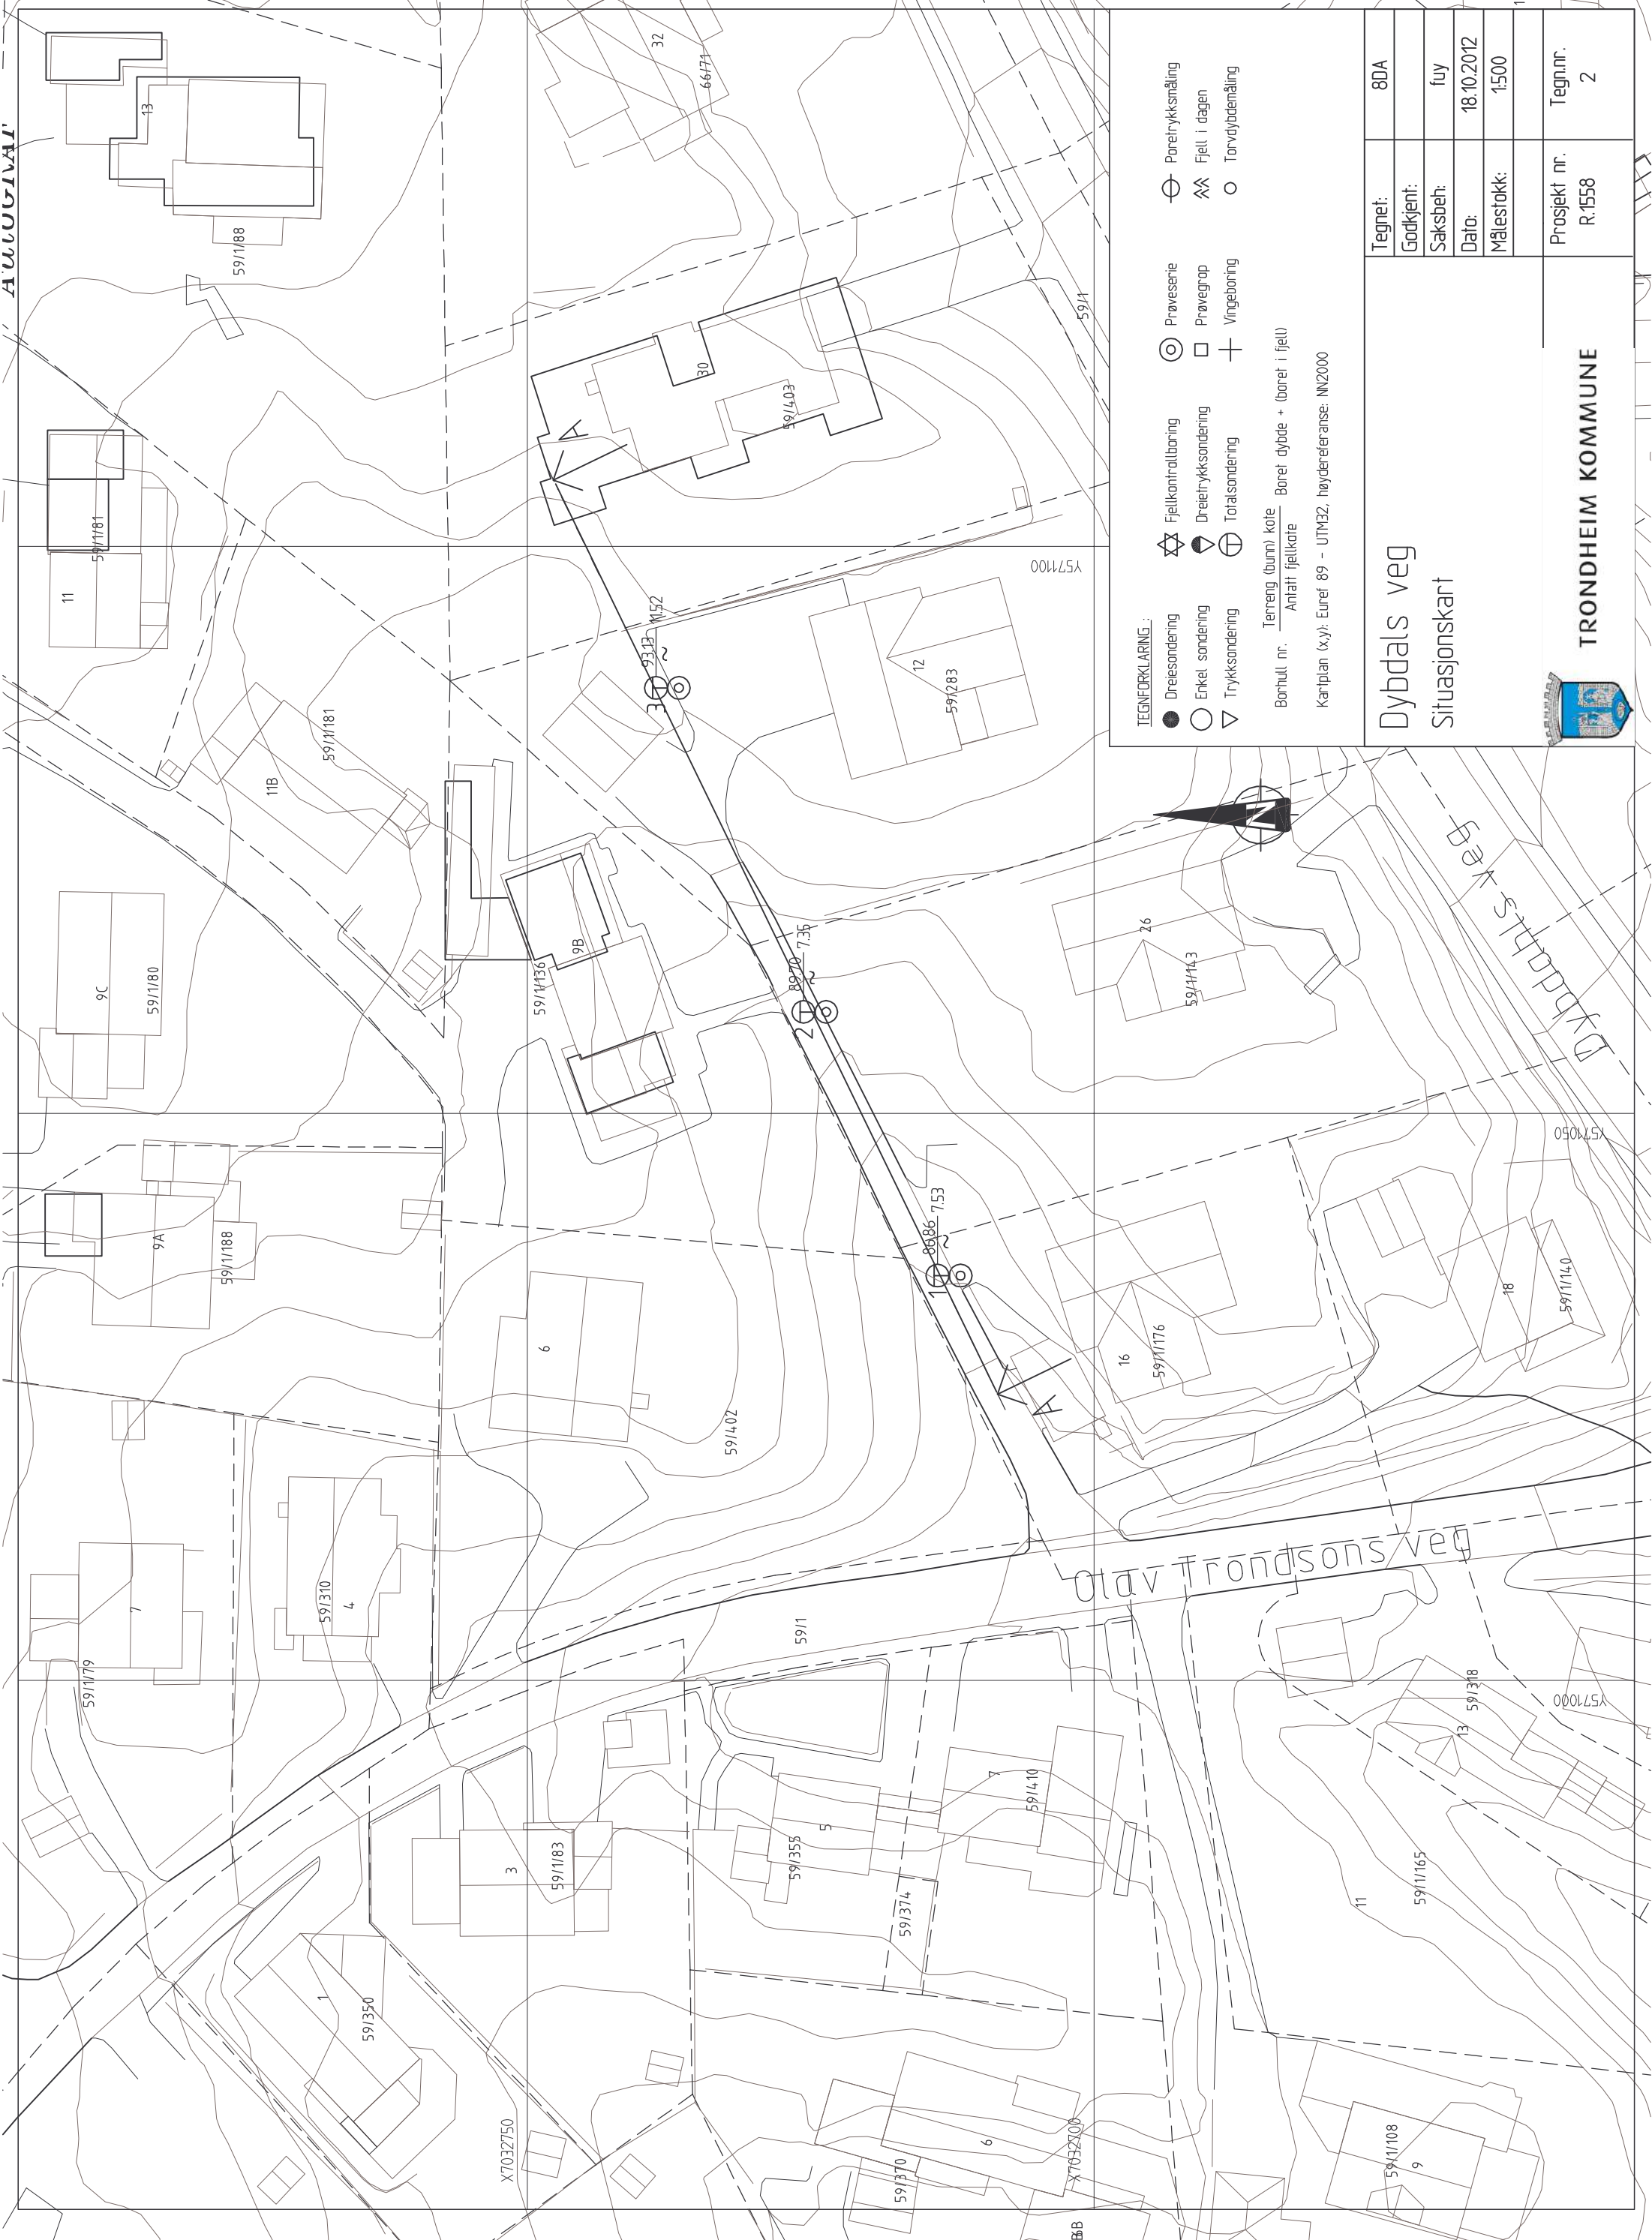 AutoGRAF
Olav Trondsons veg
Dybdahls veg
A
A
1
86.86
7.53
2
89.70
7.35
3
93.13
11.52
N
X7032750
X7032700
Y571000
Y571050
Y571100
13
59/1/88
32
66/71
11
59/1/81
30
59/403
59/1
12
59/283
11B
59/1/181
9C
59/1/80
59/1/136
9B
26
59/1/143
9A
59/1/188
6
59/402
16
59/1/176
18
59/1/140
7
59/1/79
59/310
4
59/1
3
59/1/83
59/355
5
7
59/410
59/374
13
59/318
11
59/1/165
1
59/350
6
59/370
59/1/108
9
TEGNFORKLARING :
Dreiesondering
Fjellkontrollboring
Prøveserie
Poretrykksmåling
Enkel sondering
Dreietrykksondering
Prøvegrop
Fjell i dagen
Trykksondering
Totalsondering
Vingeboring
Torvdybdemåling
Borhull nr. Terreng (bunn) kote Boret dybde + (boret i fjell)
Antatt fjellkote
Kartplan (x,y): Euref 89 - UTM32, høydereferanse: NN2000
Dybdals veg
Situasjonskart
Tegnet: 8DA
Godkjent:
Saksbeh: fuy
Dato: 18.10.2012
Målestokk: 1:500
TRONDHEIM KOMMUNE
Prosjekt nr.
R.1558
Tegn.nr.
2